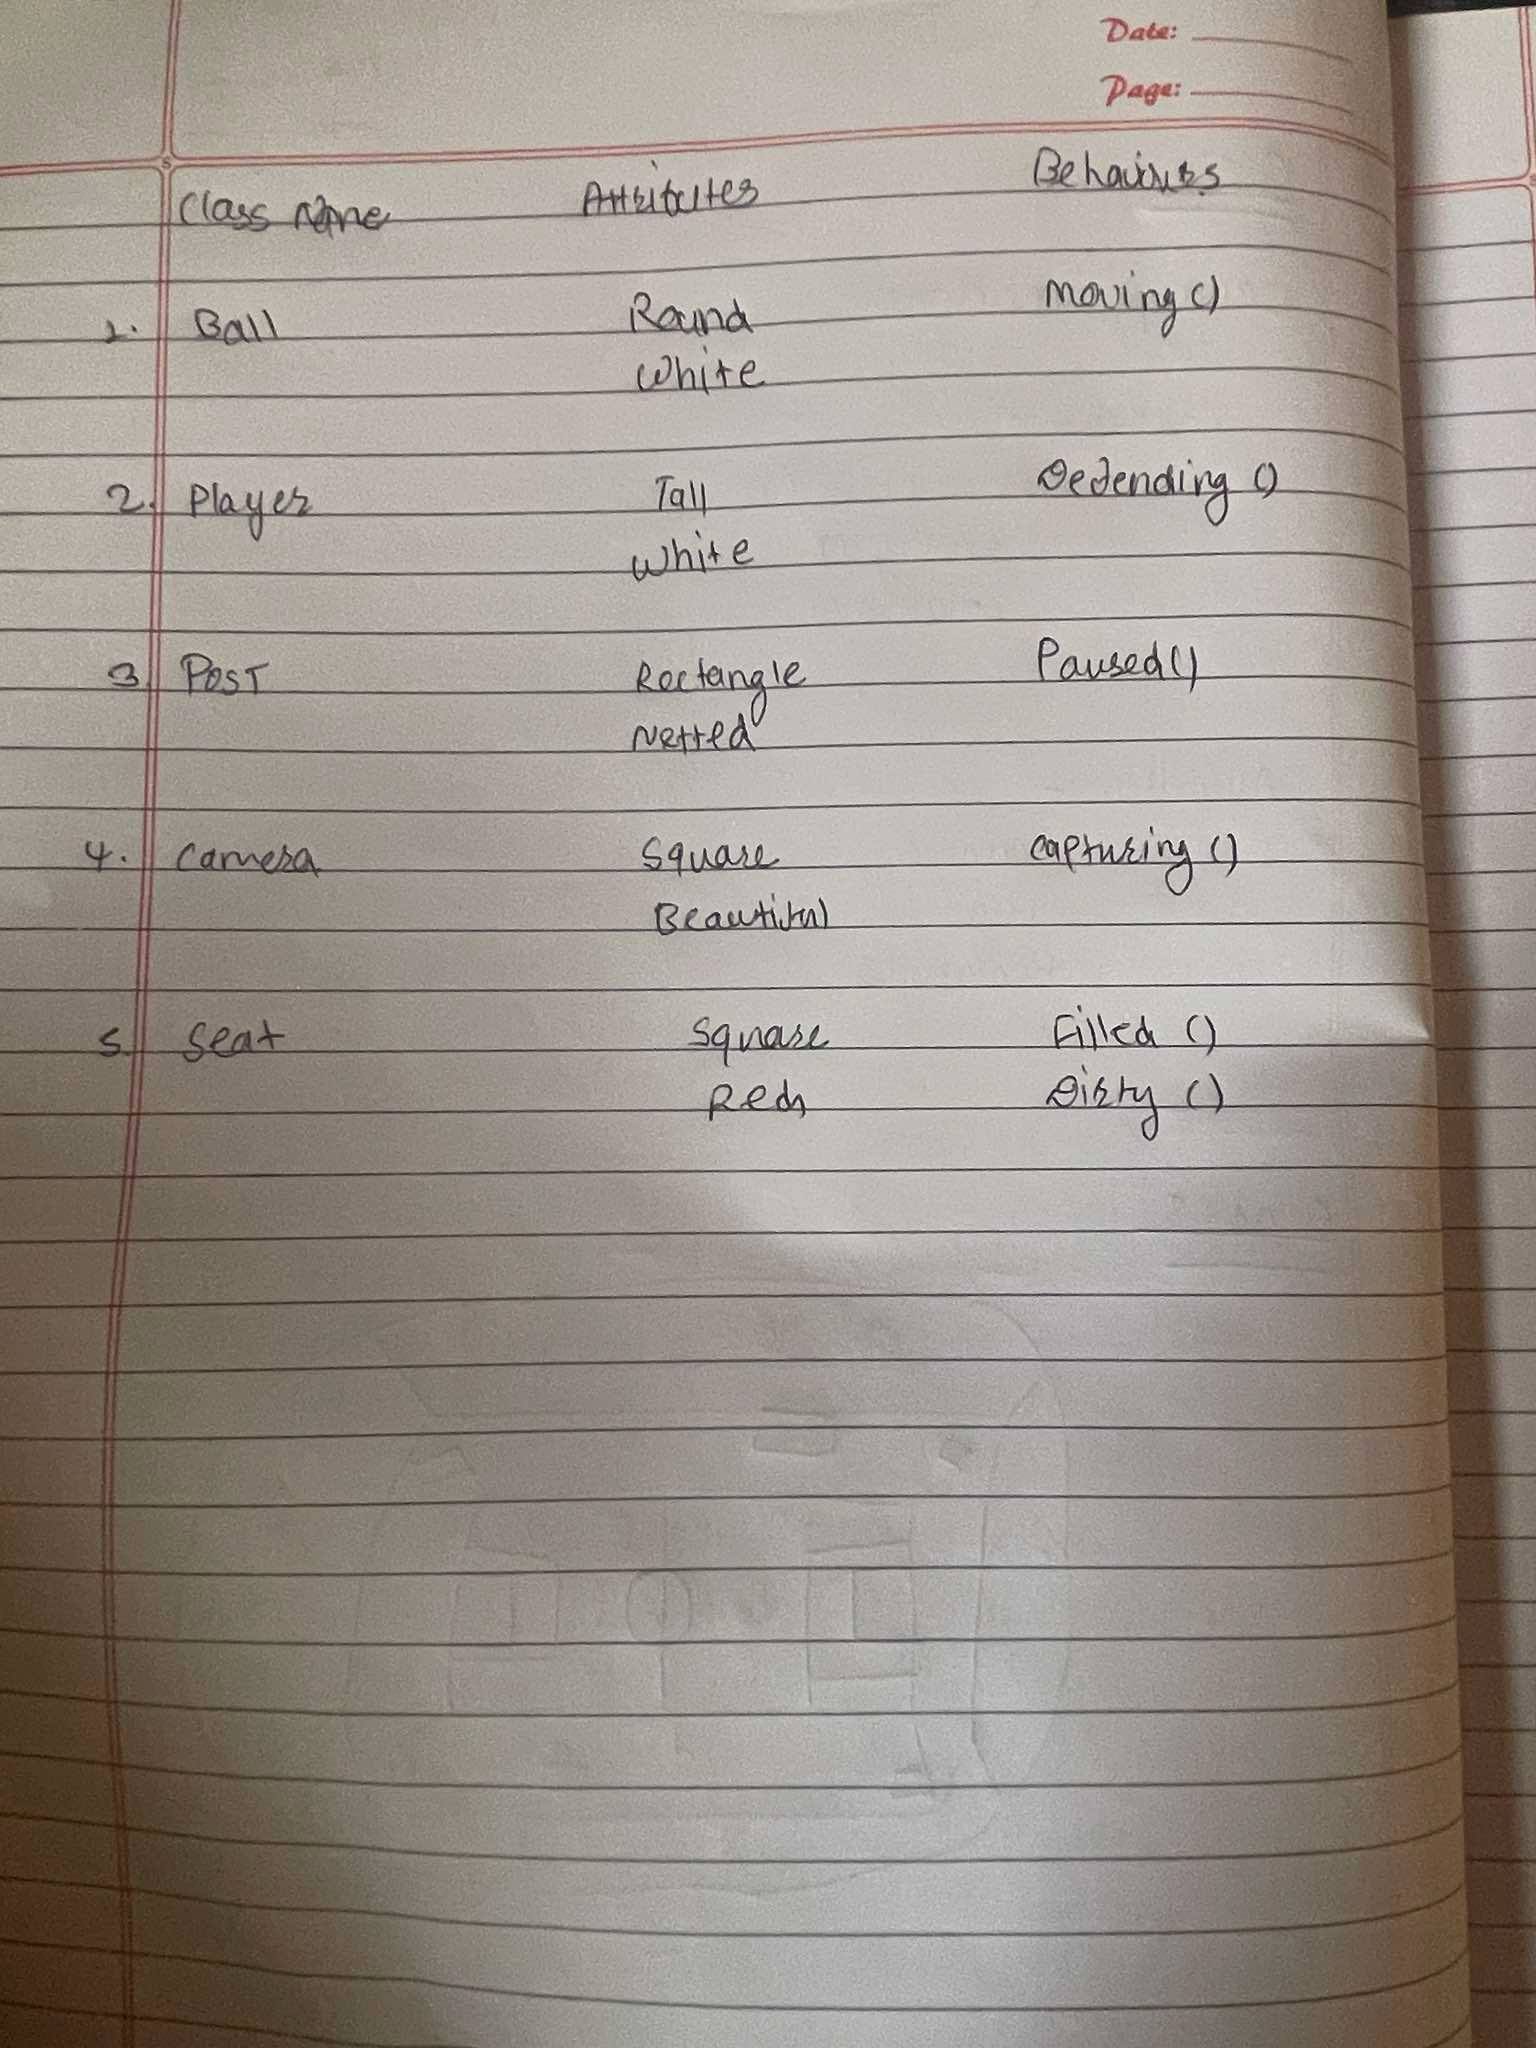 Date:
Page:
Class Name Attributes Behaviours
1. Ball Round Moving()
White
2. Player Tall Defending ()
White
3. Post Rectangle Paused()
Netted
4. Camera Square Capturing ()
Beautiful
5. Seat Square Filled ()
Red Dirty ()